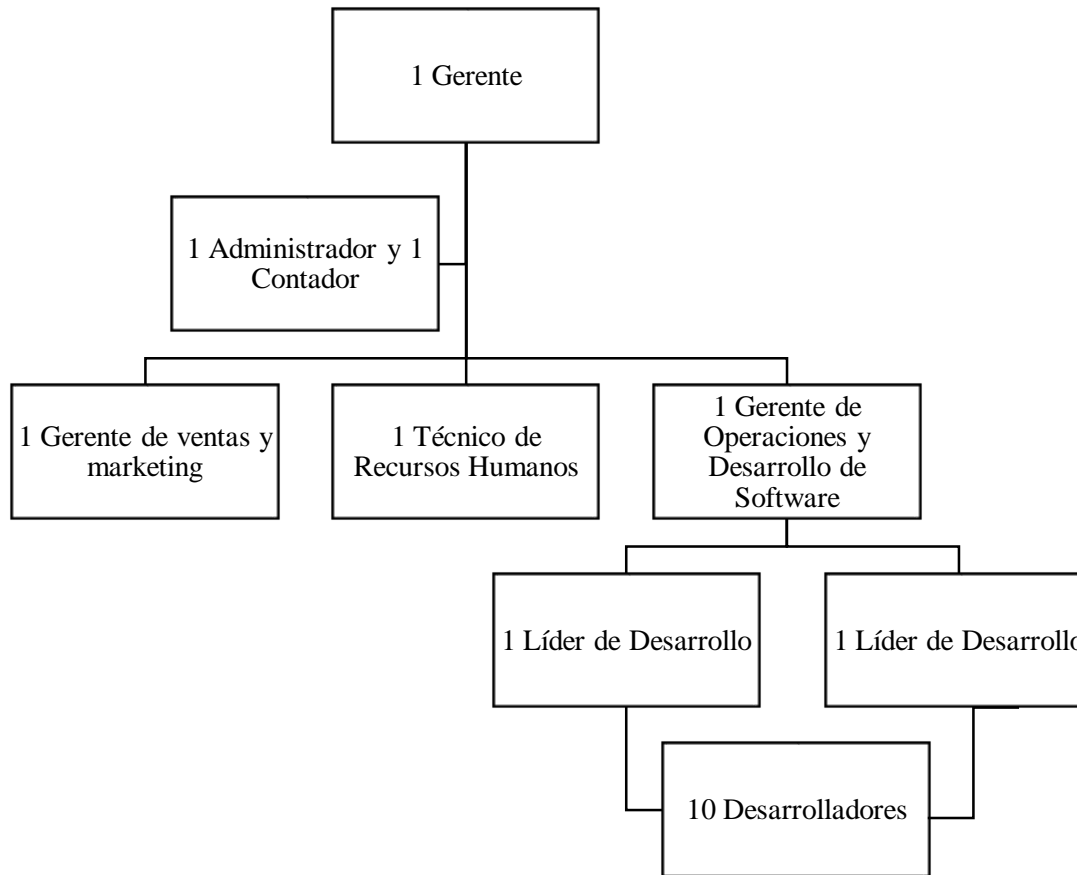 1 Gerente
1 Administrador y 1
Contador
1 Gerente de ventas y
marketing
1 Técnico de
Recursos Humanos
1 Gerente de
Operaciones y
Desarrollo de
Software
1 Líder de Desarrollo
1 Líder de Desarrollo
10 Desarrolladores